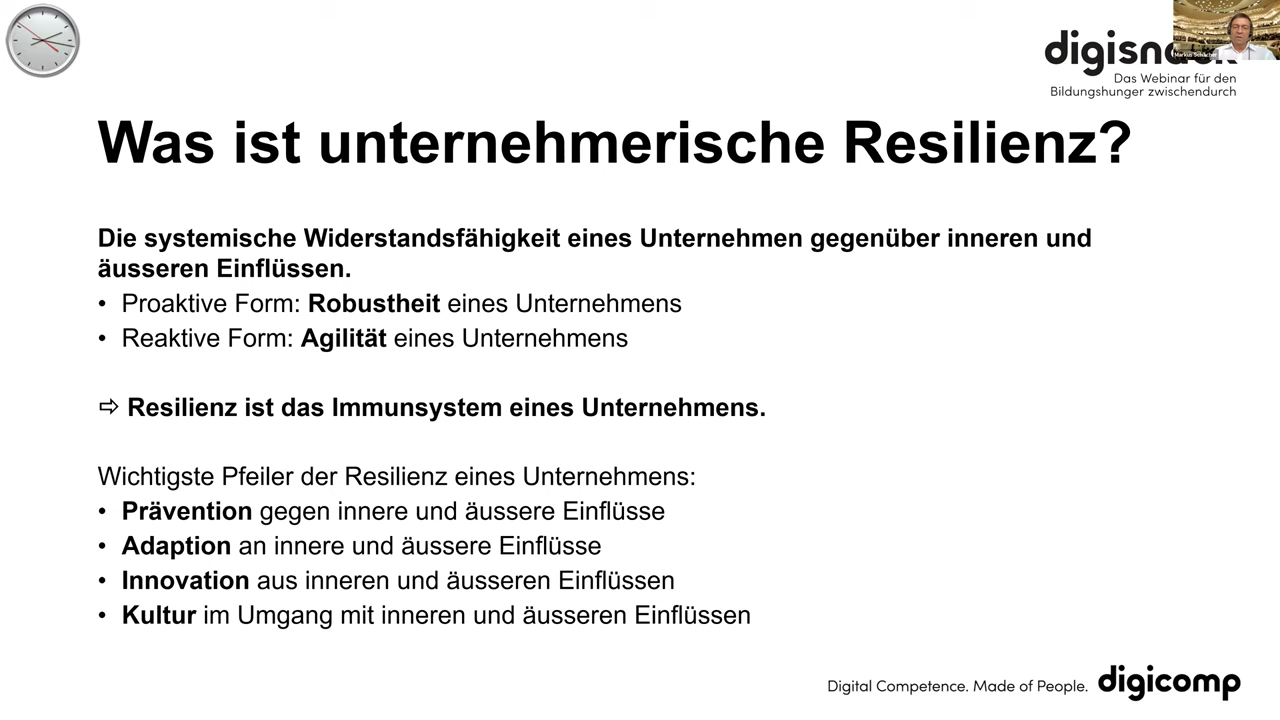 digisnack
Das Webinar für den
Bildungshunger zwischendurch
Was ist unternehmerische Resilienz?
Die systemische Widerstandsfähigkeit eines Unternehmen gegenüber inneren und
äusseren Einflüssen.
• Proaktive Form: Robustheit eines Unternehmens
• Reaktive Form: Agilität eines Unternehmens
⇨ Resilienz ist das Immunsystem eines Unternehmens.
Wichtigste Pfeiler der Resilienz eines Unternehmens:
• Prävention gegen innere und äussere Einflüsse
• Adaption an innere und äussere Einflüsse
• Innovation aus inneren und äusseren Einflüssen
• Kultur im Umgang mit inneren und äusseren Einflüssen
Digital Competence. Made of People. digicomp